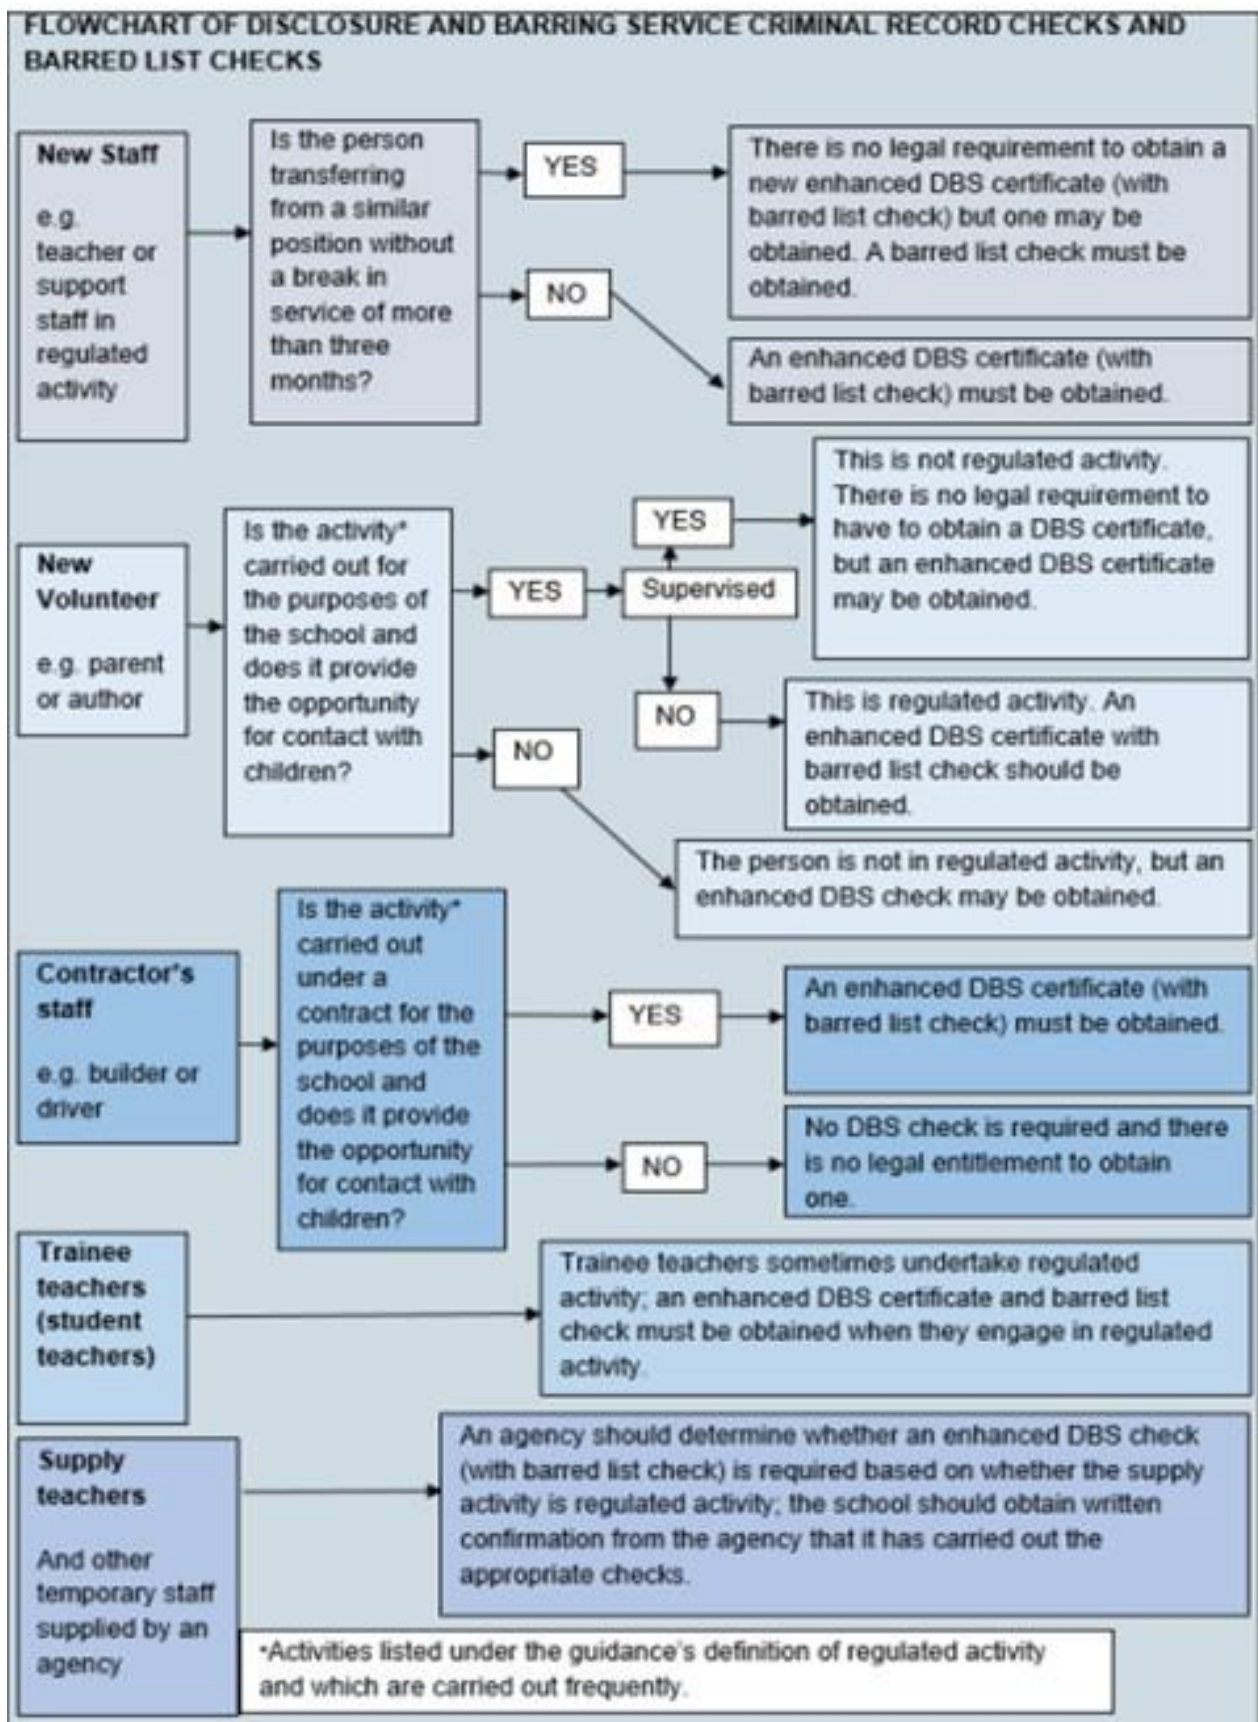 FLOWCHART OF DISCLOSURE AND BARRING SERVICE CRIMINAL RECORD CHECKS AND
BARRED LIST CHECKS
New Staff
e.g.
teacher or
support
staff in
regulated
activity
Is the person
transferring
from a similar
position without
a break in
service of more
than three
months?
YES
There is no legal requirement to obtain a
new enhanced DBS certificate (with
barred list check) but one may be
obtained. A barred list check must be
obtained.
NO
An enhanced DBS certificate (with
barred list check) must be obtained.
New
Volunteer
e.g. parent
or author
Is the activity*
carried out for
the purposes of
the school and
does it provide
the opportunity
for contact with
children?
YES
Supervised
YES
This is not regulated activity.
There is no legal requirement to
have to obtain a DBS certificate,
but an enhanced DBS certificate
may be obtained.
NO
This is regulated activity. An
enhanced DBS certificate with
barred list check should be
obtained.
NO
The person is not in regulated activity, but an
enhanced DBS check may be obtained.
Contractor's
staff
e.g. builder or
driver
Is the activity*
carried out
under a
contract for the
purposes of the
school and
does it provide
the opportunity
for contact with
children?
YES
An enhanced DBS certificate (with
barred list check) must be obtained.
NO
No DBS check is required and there
is no legal entitlement to obtain
one.
Trainee
teachers
(student
teachers)
Trainee teachers sometimes undertake regulated
activity; an enhanced DBS certificate and barred list
check must be obtained when they engage in regulated
activity.
Supply
teachers
And other
temporary staff
supplied by an
agency
An agency should determine whether an enhanced DBS check
(with barred list check) is required based on whether the supply
activity is regulated activity; the school should obtain written
confirmation from the agency that it has carried out the
appropriate checks.
*Activities listed under the guidance's definition of regulated activity
and which are carried out frequently.